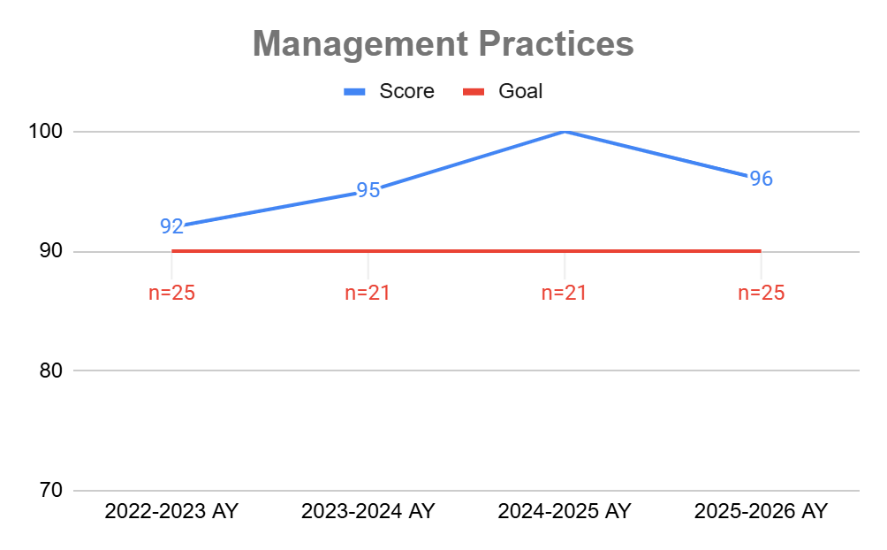 Management Practices
Score Goal
100
92
95
96
90
n=25 n=21 n=21 n=25
80
70
2022-2023 AY 2023-2024 AY 2024-2025 AY 2025-2026 AY